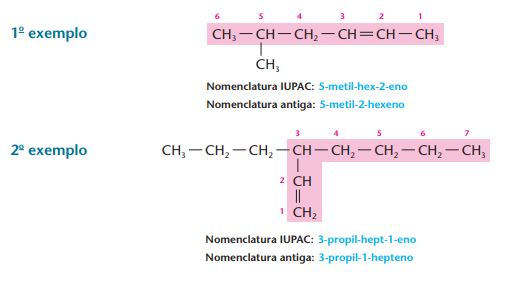 6 5 4 3 2 1
1º exemplo CH₃—CH—CH₂—CH=CH—CH₃
|
CH₃
Nomenclatura IUPAC: 5-metil-hex-2-eno
Nomenclatura antiga: 5-metil-2-hexeno
3 4 5 6 7
2º exemplo CH₃—CH₂—CH₂—CH—CH₂—CH₂—CH₂—CH₃
|
2 CH
||
1 CH₂
Nomenclatura IUPAC: 3-propil-hept-1-eno
Nomenclatura antiga: 3-propil-1-hepteno